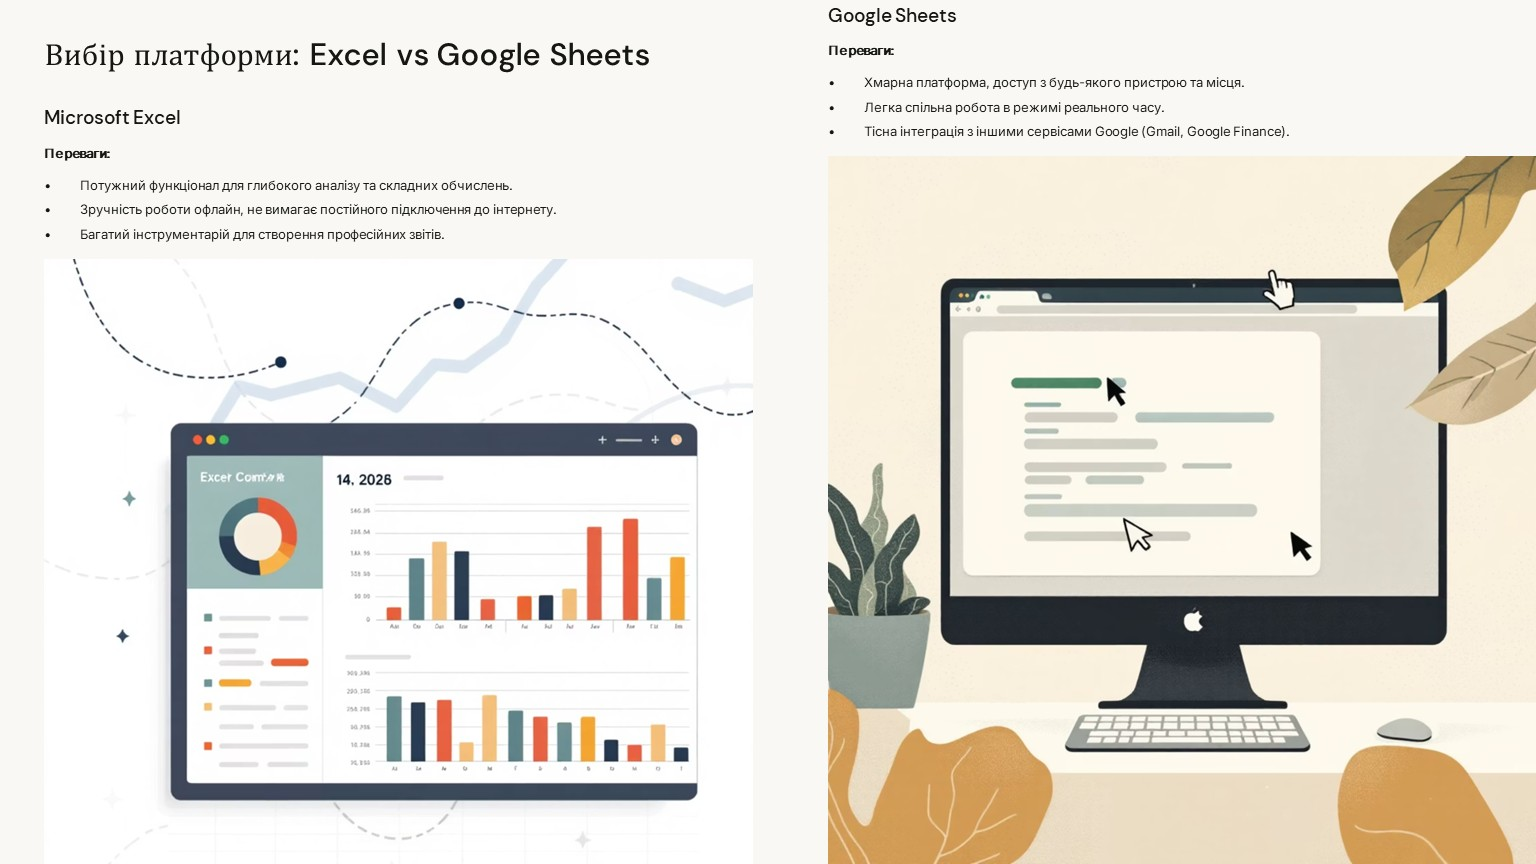 Вибір платформи: Excel vs Google Sheets
Microsoft Excel
Переваги:
• Потужний функціонал для глибокого аналізу та складних обчислень.
• Зручність роботи офлайн, не вимагає постійного підключення до інтернету.
• Багатий інструментарій для створення професійних звітів.
14, 2026
Google Sheets
Переваги:
• Хмарна платформа, доступ з будь-якого пристрою та місця.
• Легка спільна робота в режимі реального часу.
• Тісна інтеграція з іншими сервісами Google (Gmail, Google Finance).